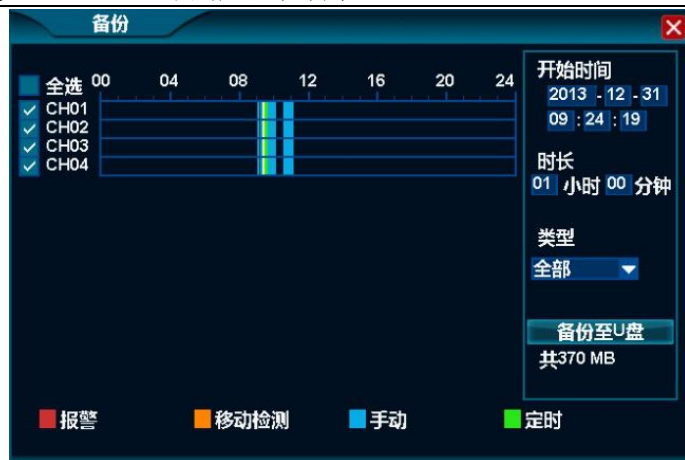 备份
全选 00 04 08 12 16 20 24
CH01
CH02
CH03
CH04
开始时间
2013 - 12 - 31
09 : 24 : 19
时长
01 小时 00 分钟
类型
全部
备份至U盘
共370 MB
报警 移动检测 手动 定时